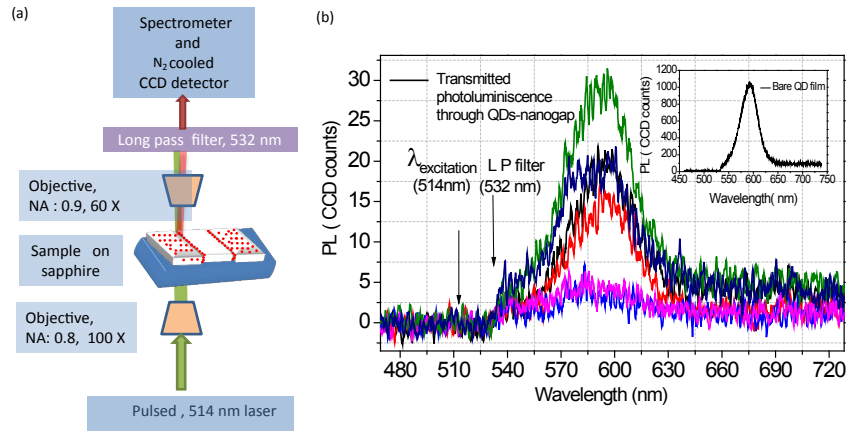 (a)
Spectrometer
and
N₂ cooled
CCD detector
Long pass filter, 532 nm
Objective,
NA : 0.9, 60 X
Sample on
sapphire
Objective,
NA: 0.8, 100 X
Pulsed , 514 nm laser
(b)
PL ( CCD counts)
30
25
20
15
10
5
0
Transmitted
photoluminiscence
through QDs-nanogap
λexcitation
(514nm)
L P filter
(532 nm)
480 510 540 570 600 630 660 690 720
Wavelength (nm)
PL ( CCD counts)
1200
1000
800
600
400
200
0
Bare QD film
450 500 550 600 650 700 750
Wavelength( nm)